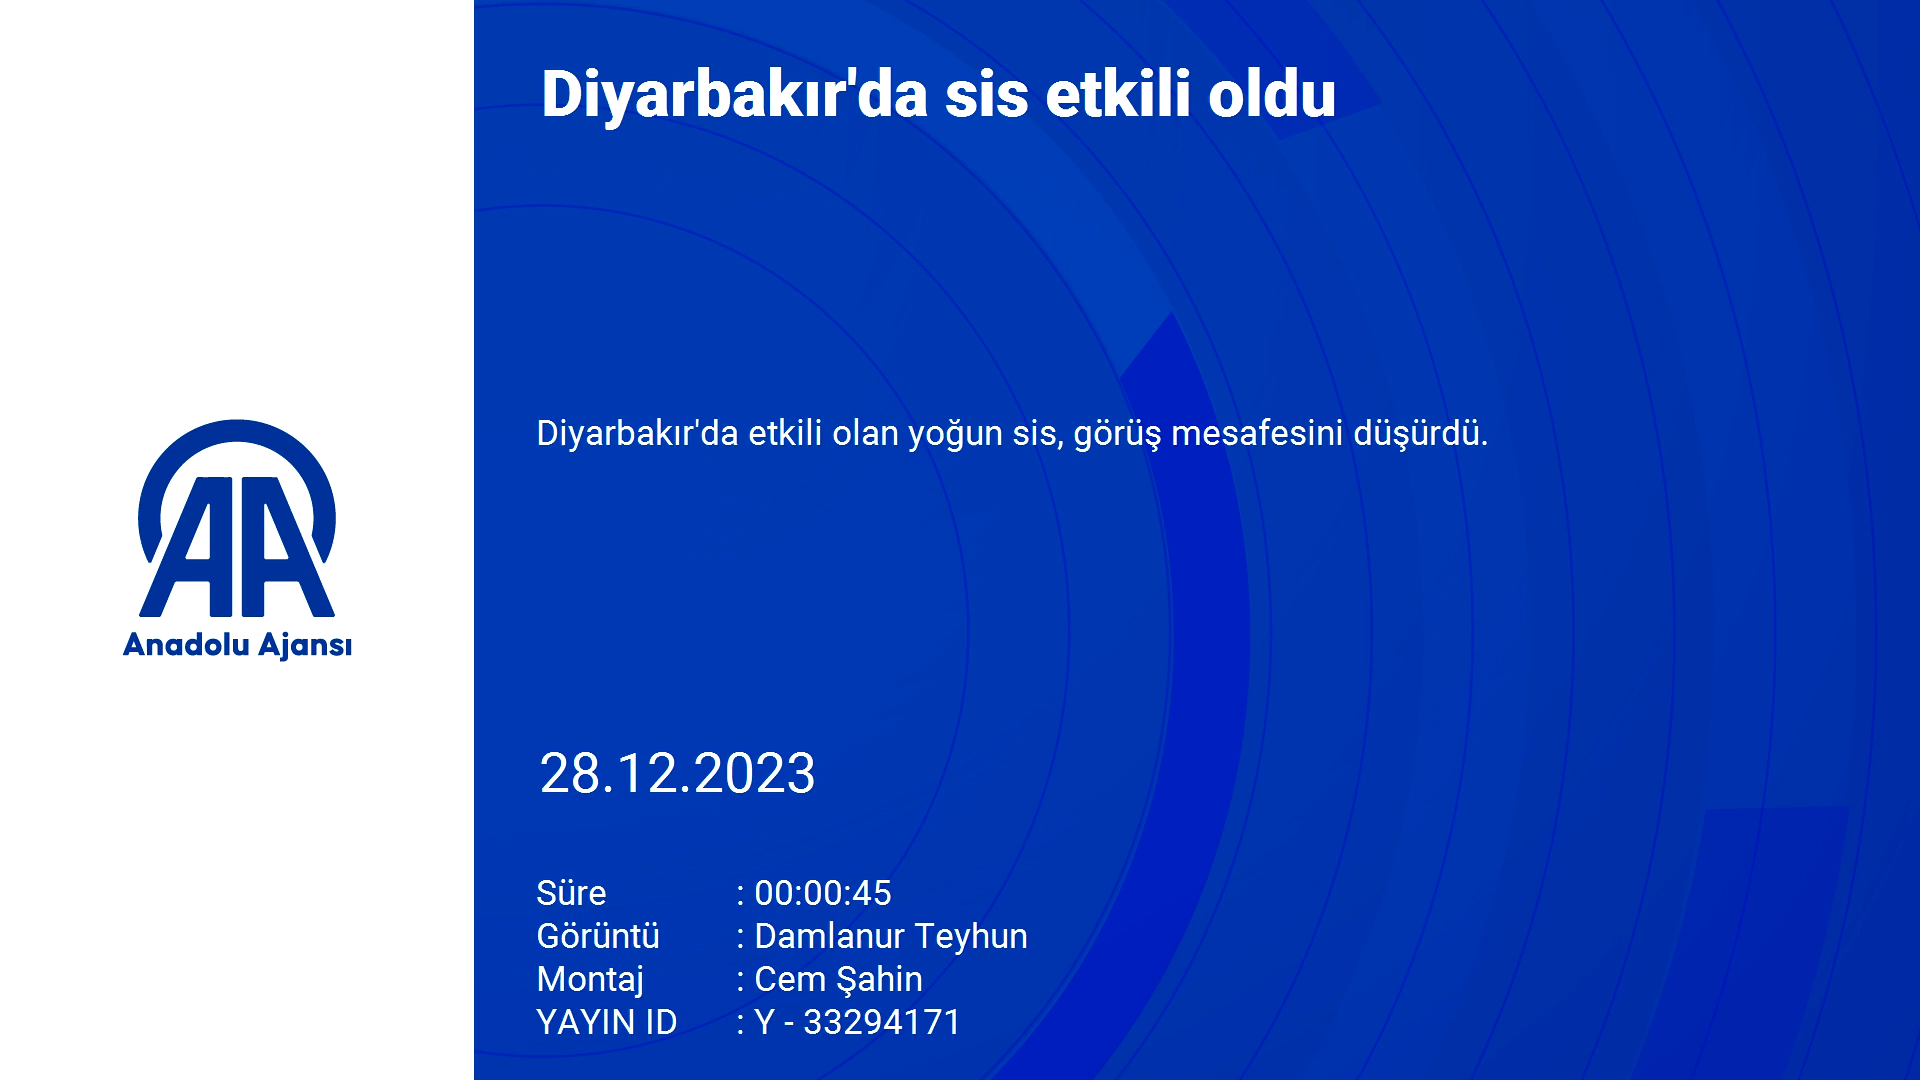 Diyarbakır'da sis etkili oldu
Diyarbakır'da etkili olan yoğun sis, görüş mesafesini düşürdü.
AA
Anadolu Ajansı
28.12.2023
Süre : 00:00:45
Görüntü : Damlanur Teyhun
Montaj : Cem Şahin
YAYIN ID : Y - 33294171